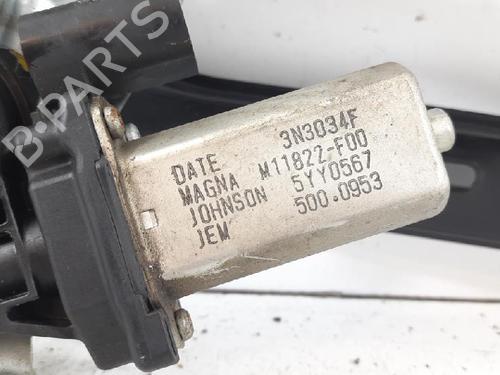 B-PARTS
DATE 3N3034F
MAGNA M11822-F00
JOHNSON 5YY0567
JEM 500.0953